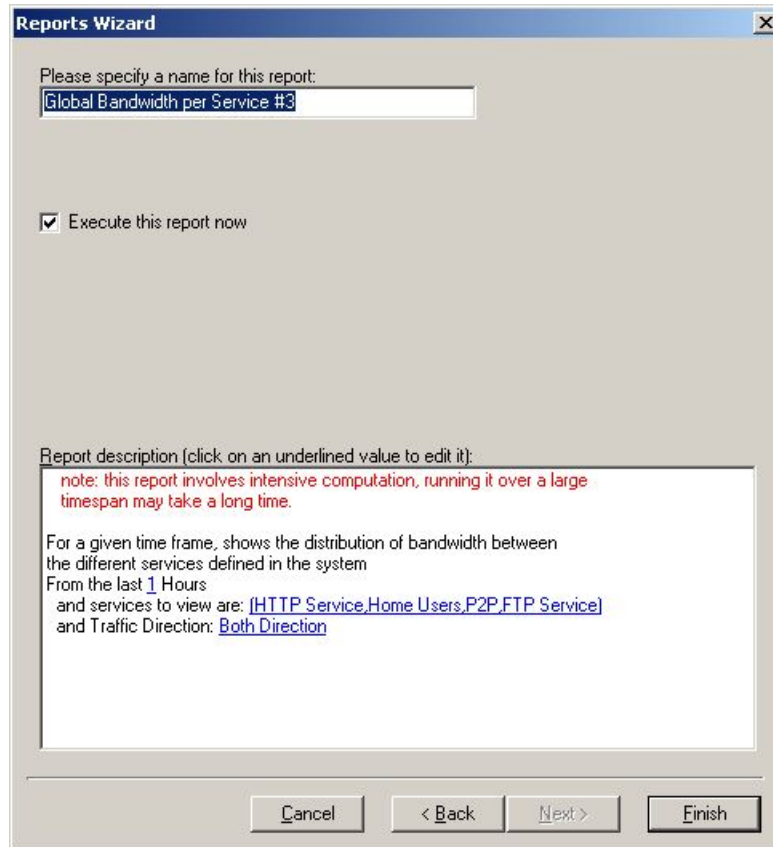 Reports Wizard
Please specify a name for this report:
Global Bandwidth per Service #3
Execute this report now
Report description (click on an underlined value to edit it):
note: this report involves intensive computation, running it over a large
timespan may take a long time.
For a given time frame, shows the distribution of bandwidth between
the different services defined in the system
From the last 1 Hours
and services to view are: (HTTP Service,Home Users,P2P,FTP Service)
and Traffic Direction: Both Direction
Cancel < Back Next > Finish